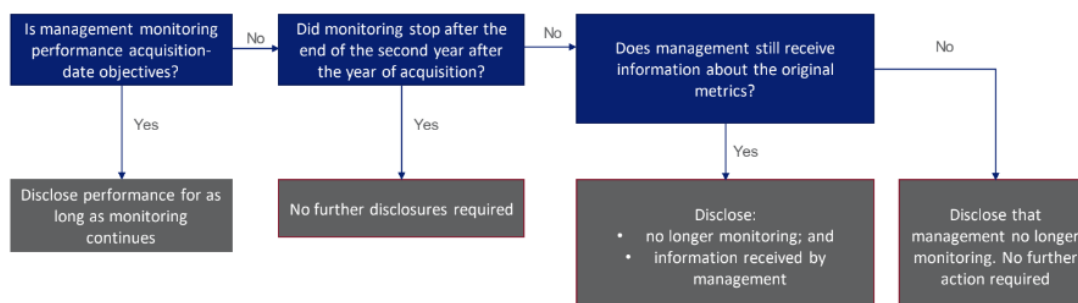 Is management monitoring
performance acquisition-
date objectives?
No
Did monitoring stop after the
end of the second year after
the year of acquisition?
No
Does management still receive
information about the original
metrics?
No
Yes
Yes
Yes
Disclose performance for as
long as monitoring
continues
No further disclosures required
Disclose:
• no longer monitoring; and
• information received by
management
Disclose that
management no longer
monitoring. No further
action required